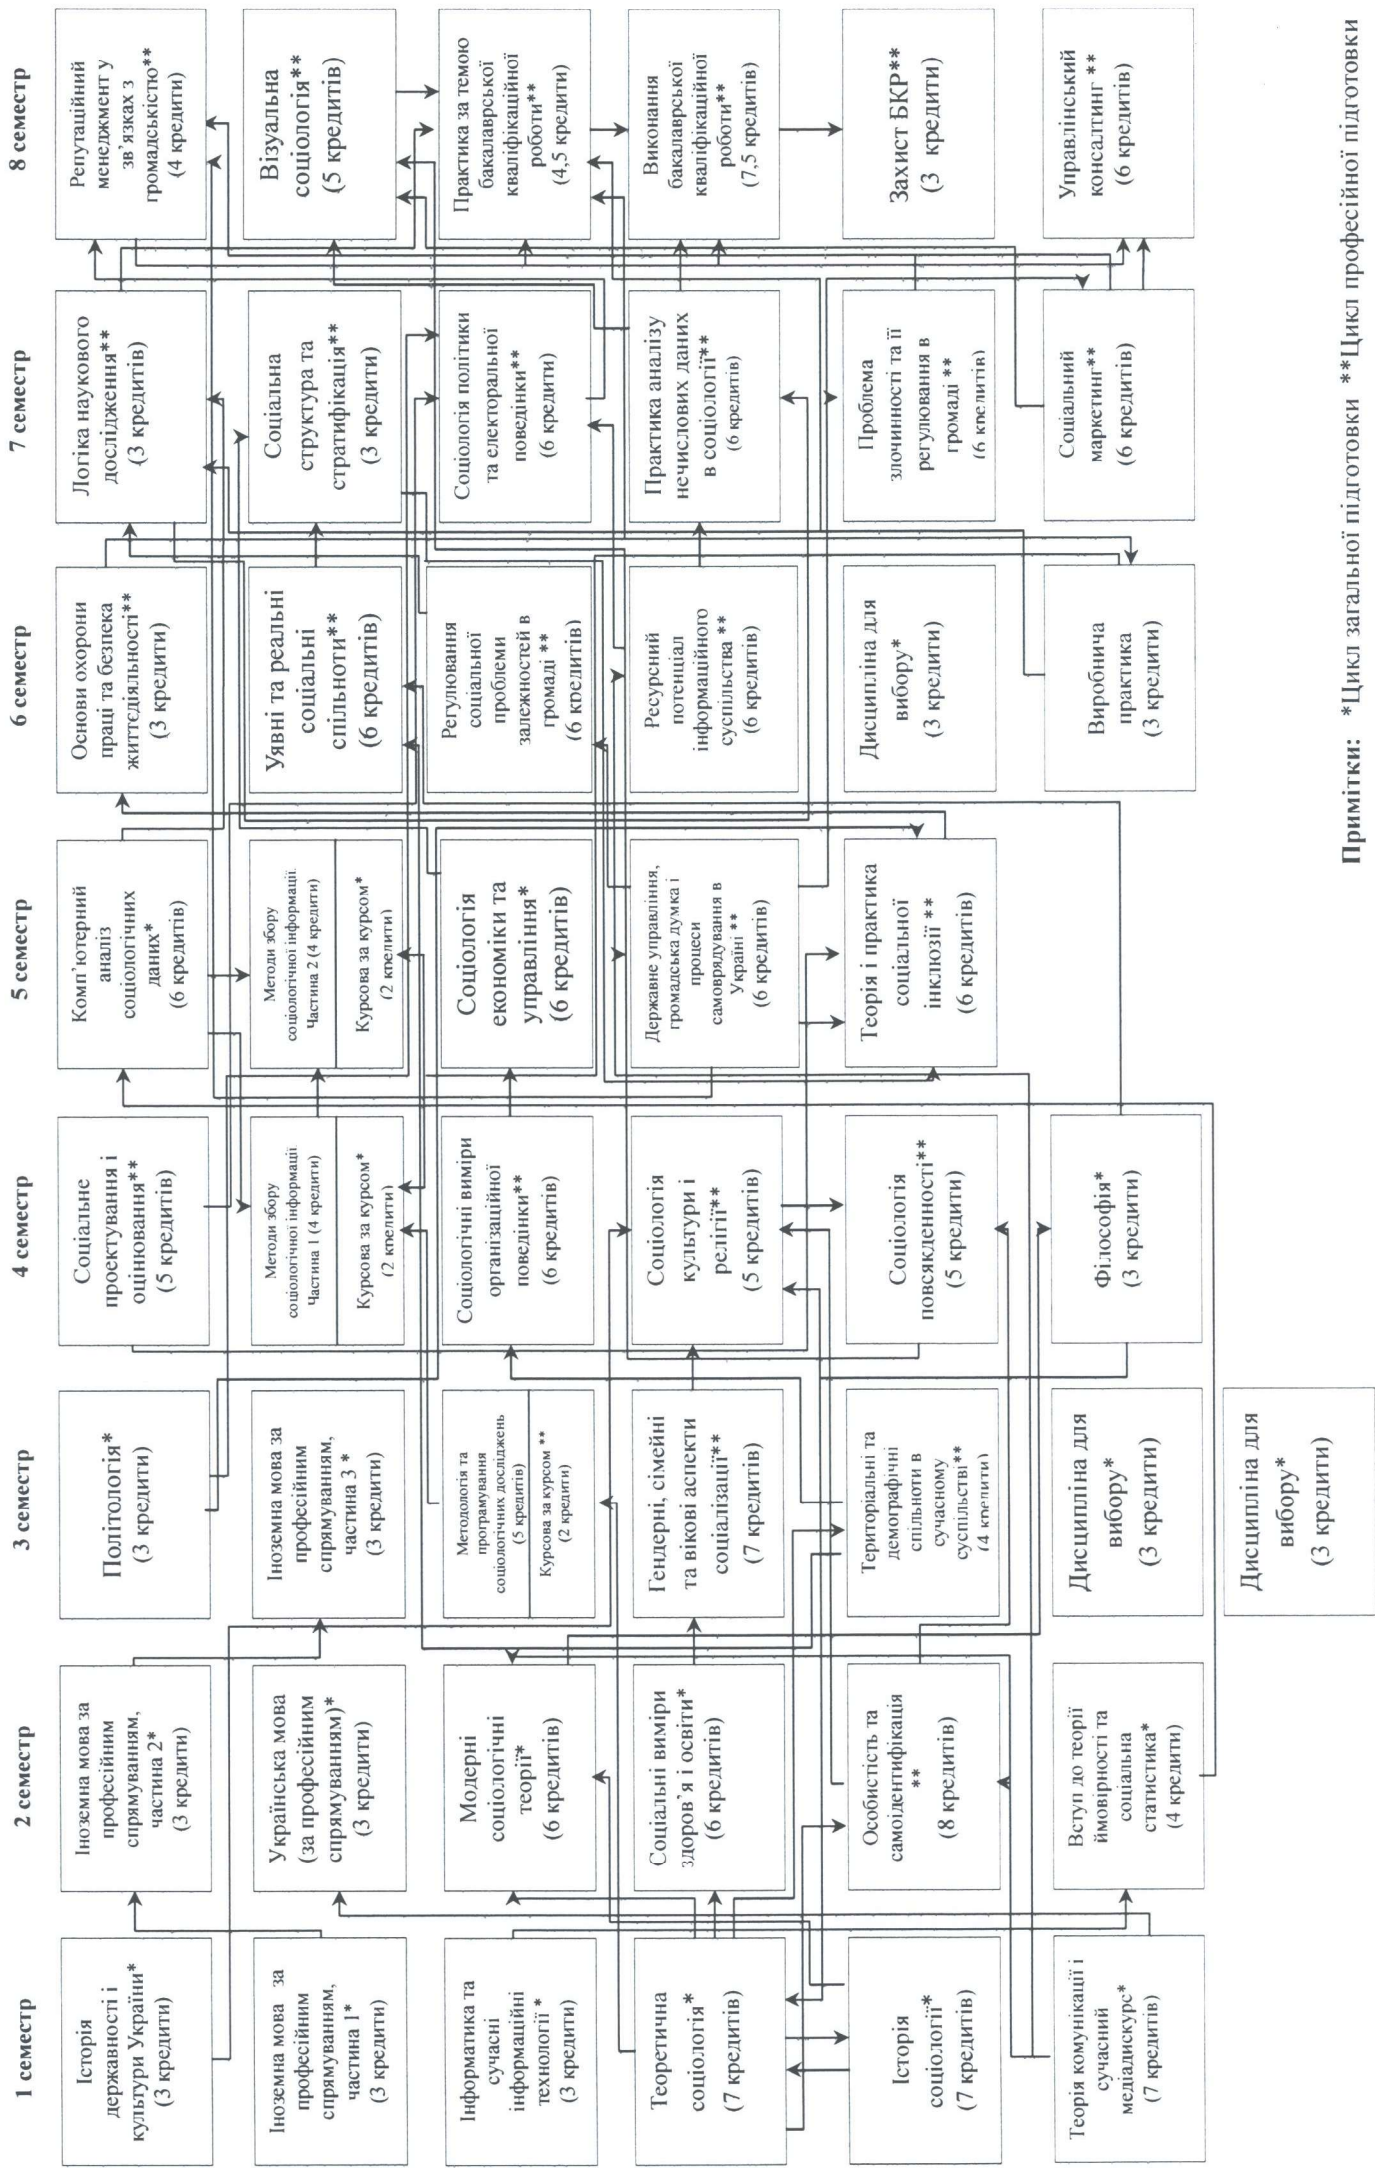 1 семестр
Історія
державності і
культури України*
(3 кредити)
Іноземна мова за
професійним
спрямуванням,
частина 1*
(3 кредити)
Інформатика та
сучасні
інформаційні
технології *
(3 кредити)
Теоретична
соціологія*
(7 кредитів)
Історія
соціології*
(7 кредитів)
Теорія комунікації і
сучасний
медіадискурс*
(7 кредитів)
2 семестр
Іноземна мова за
професійним
спрямуванням,
частина 2*
(3 кредити)
Українська мова
(за професійним
спрямуванням)*
(3 кредити)
Модерні
соціологічні
теорії*
(6 кредитів)
Соціальні виміри
здоров'я і освіти*
(6 кредитів)
Особистість та
самоідентифікація
**
(8 кредитів)
Вступ до теорії
ймовірності та
соціальна
статистика*
(4 кредити)
3 семестр
Політологія*
(3 кредити)
Іноземна мова за
професійним
спрямуванням,
частина 3 *
(3 кредити)
Методологія та
програмування
соціологічних досліджень
(5 кредитів)
Курсова за курсом **
(2 кредити)
Гендерні, сімейні
та вікові аспекти
соціалізації**
(7 кредитів)
Територіальні та
демографічні
спільноти в
сучасному
суспільстві**
(4 кредити)
Дисципліна для
вибору*
(3 кредити)
Дисципліна для
вибору*
(3 кредити)
4 семестр
Соціальне
проектування і
оцінювання**
(5 кредитів)
Методи збору
соціологічної інформації
Частина 1 (4 кредити)
Курсова за курсом*
(2 кредити)
Соціологічні виміри
організаційної
поведінки**
(6 кредитів)
Соціологія
культури і
релігії**
(5 кредитів)
Соціологія
повсякденності**
(5 кредитів)
Філософія*
(3 кредити)
5 семестр
Комп'ютерний
аналіз
соціологічних
даних*
(6 кредитів)
Методи збору
соціологічної інформації.
Частина 2 (4 кредити)
Курсова за курсом*
(2 кредити)
Соціологія
економіки та
управління*
(6 кредитів)
Державне управління,
громадська думка і
процеси
самоврядування в
Україні **
(6 кредитів)
Теорія і практика
соціальної
інклюзії **
(6 кредитів)
6 семестр
Основи охорони
праці та безпека
життєдіяльності**
(3 кредити)
Уявні та реальні
соціальні
спільноти**
(6 кредитів)
Регулювання
соціальної
проблеми
залежностей в
громаді **
(6 кредитів)
Ресурсний
потенціал
інформаційного
суспільства **
(6 кредитів)
Дисципліна для
вибору*
(3 кредити)
Виробнича
практика
(3 кредити)
7 семестр
Логіка наукового
дослідження**
(3 кредитів)
Соціальна
структура та
стратифікація**
(3 кредити)
Соціологія політики
та електоральної
поведінки**
(6 кредити)
Практика аналізу
нечислових даних
в соціології**
(6 кредитів)
Проблема
злочинності та її
регулювання в
громаді **
(6 кредитів)
Соціальний
маркетинг**
(6 кредитів)
8 семестр
Репутаційний
менеджмент у
зв'язках з
громадськістю**
(4 кредити)
Візуальна
соціологія**
(5 кредитів)
Практика за темою
бакалаврської
кваліфікаційної
роботи**
(4,5 кредити)
Виконання
бакалаврської
кваліфікаційної
роботи**
(7,5 кредити)
Захист БКР**
(3 кредити)
Управлінський
консалтинг **
(6 кредитів)
Примітки: *Цикл загальної підготовки **Цикл професійної підготовки